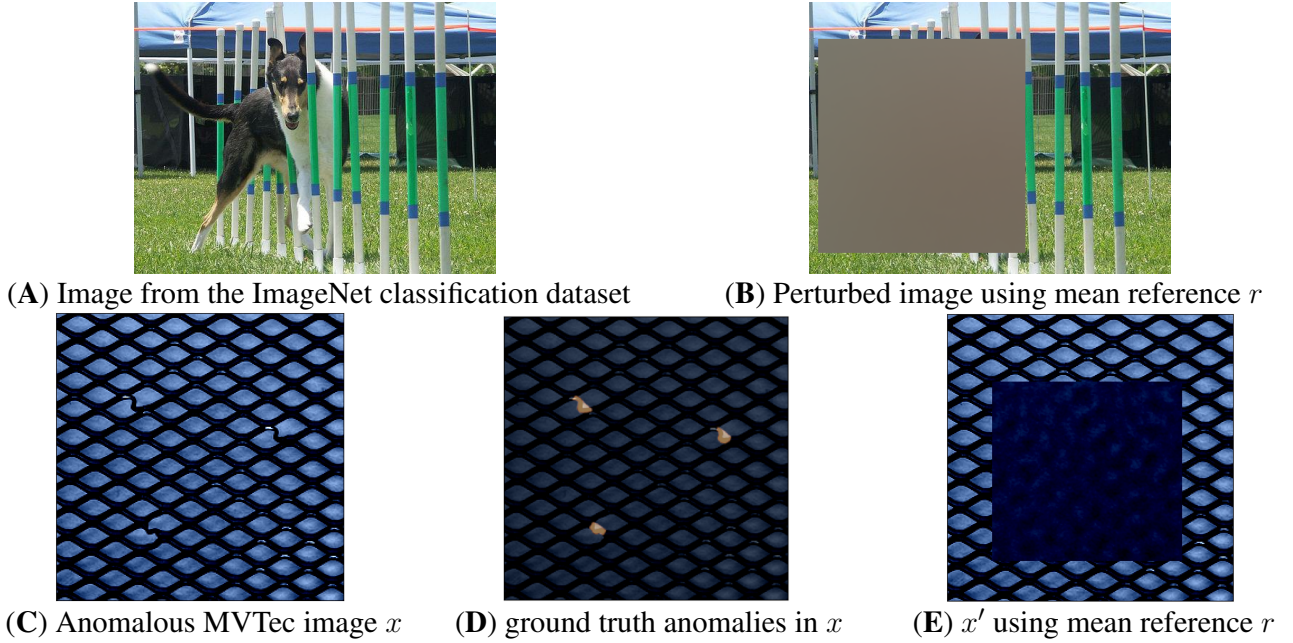 (A) Image from the ImageNet classification dataset
(B) Perturbed image using mean reference r
(C) Anomalous MVTec image x
(D) ground truth anomalies in x
(E) x′ using mean reference r